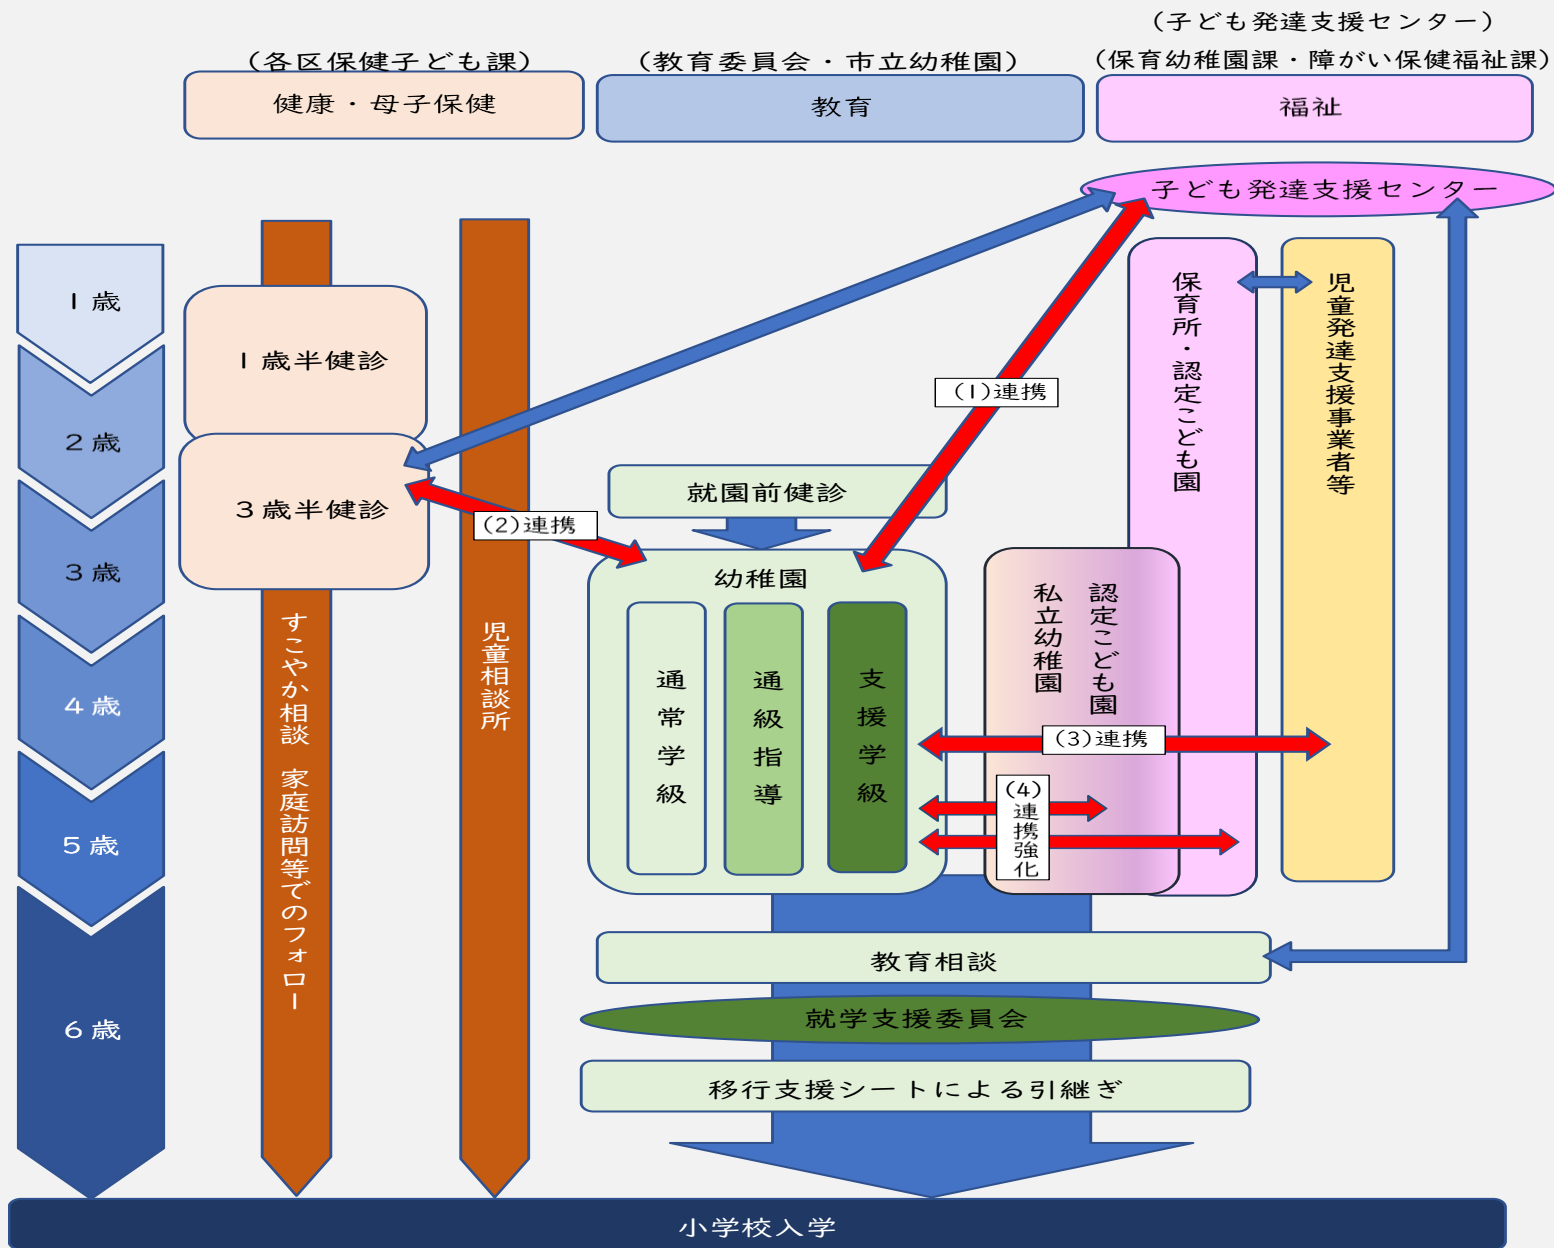 (子ども発達支援センター)
(各区保健子ども課)
(教育委員会・市立幼稚園)
(保育幼稚園課・障がい保健福祉課)
健康・母子保健
教育
福祉
子ども発達支援センター
1歳
2歳
3歳
4歳
5歳
6歳
1歳半健診
3歳半健診
すこやか相談 家庭訪問等でのフォロー
児童相談所
(1)連携
(2)連携
就園前健診
幼稚園
通常学級
通級指導
支援学級
認定こども園
私立幼稚園
保育所・認定こども園
児童発達支援事業者等
(3)連携
(4)連携強化
教育相談
就学支援委員会
移行支援シートによる引継ぎ
小学校入学